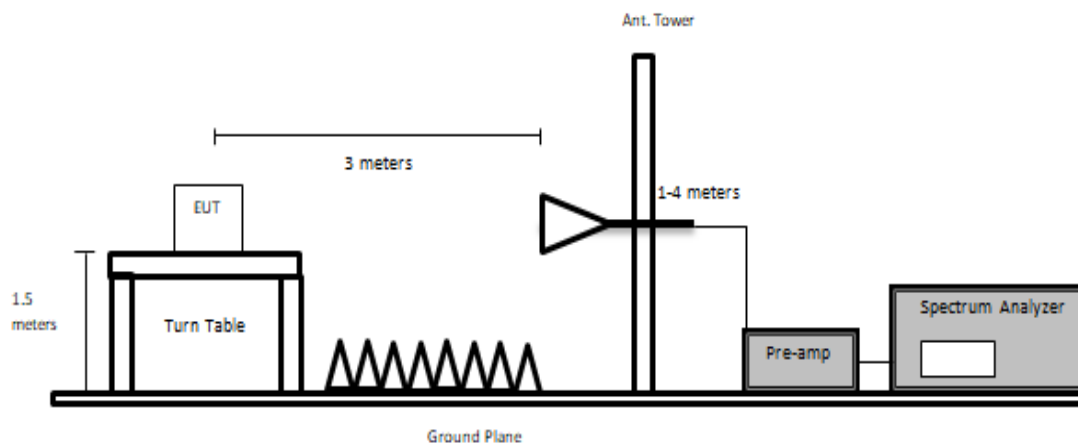 Ant. Tower
3 meters
1-4 meters
EUT
1.5
meters
Turn Table
Spectrum Analyzer
Pre-amp
Ground Plane